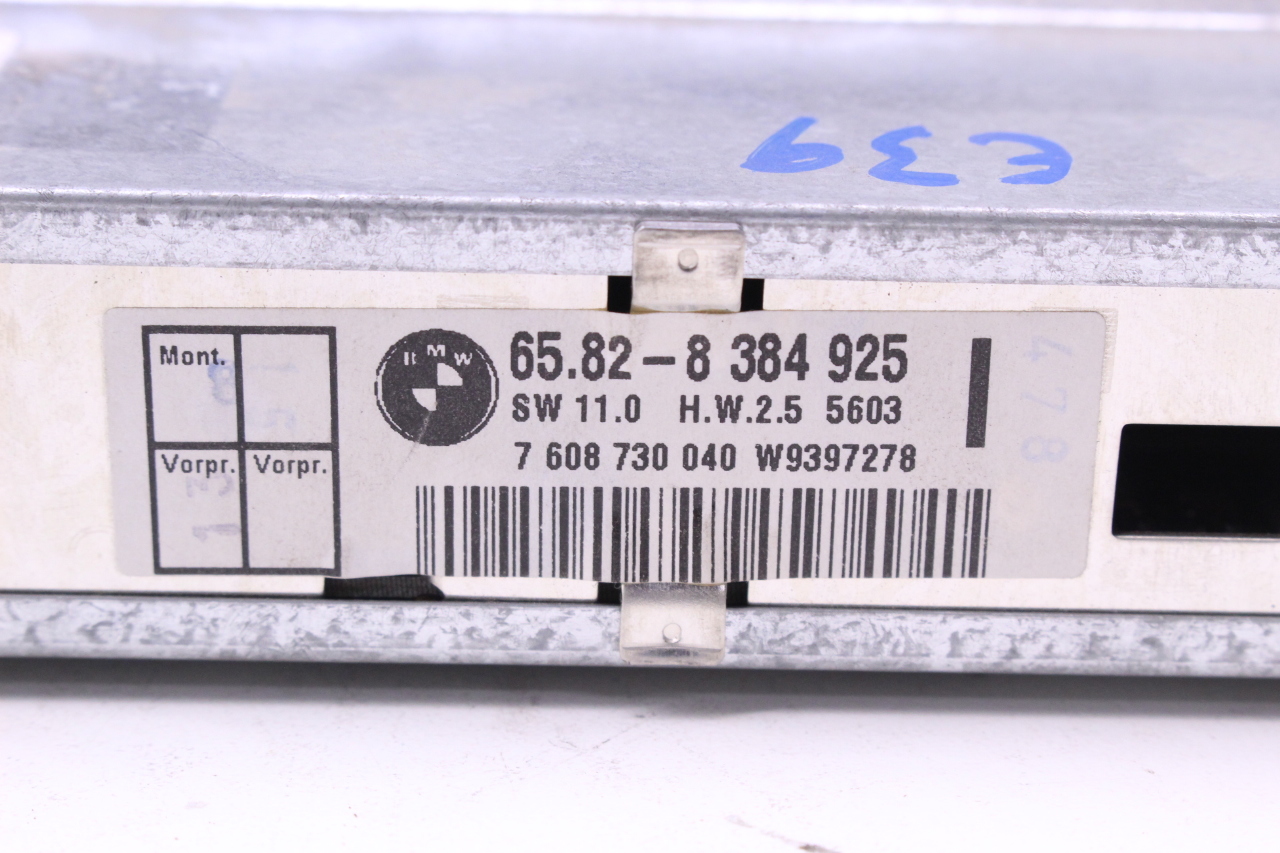 E39
Mont.
BMW
65.82-8 384 925
SW 11.0 H.W.2.5 5603
7 608 730 040 W9397278
Vorpr. Vorpr.
478